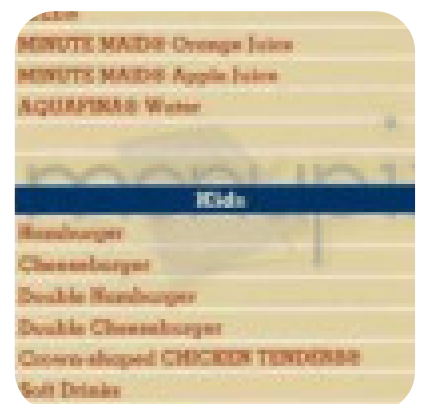 MINUTE MAID® Orange Juice
MINUTE MAID® Apple Juice
AQUAFINA® Water
menupi
Kids
Hamburger
Cheeseburger
Double Hamburger
Double Cheeseburger
Crown-shaped CHICKEN TENDERS®
Soft Drinks